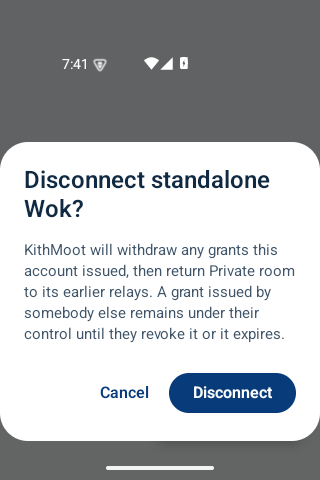 7:41
Disconnect standalone
Wok?
KithMoot will withdraw any grants this
account issued, then return Private room
to its earlier relays. A grant issued by
somebody else remains under their
control until they revoke it or it expires.
Cancel
Disconnect